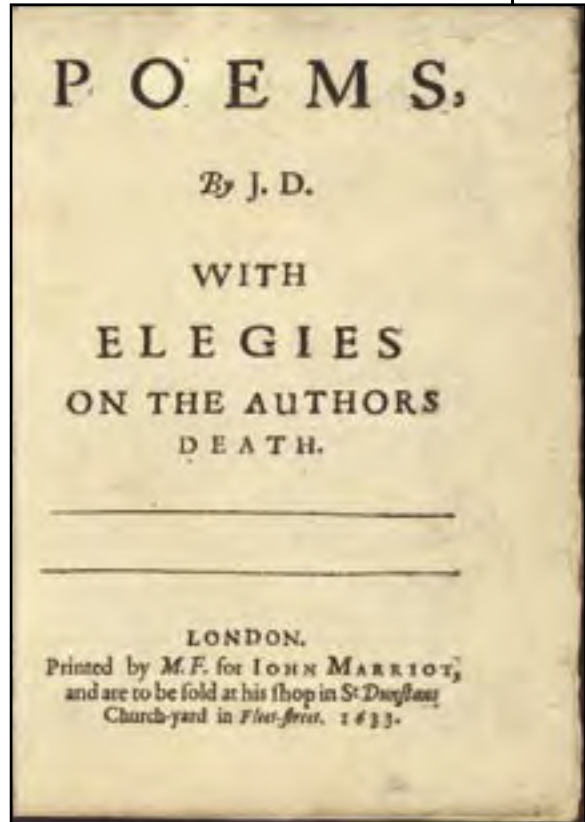 POEMS,
By J. D.
WITH
ELEGIES
ON THE AUTHORS
DEATH.
LONDON.
Printed by M. F. for IOHN MARRIOT,
and are to be ſold at his ſhop in St Dunſtans
Church-yard in Fleet-ſtreet. 1633.